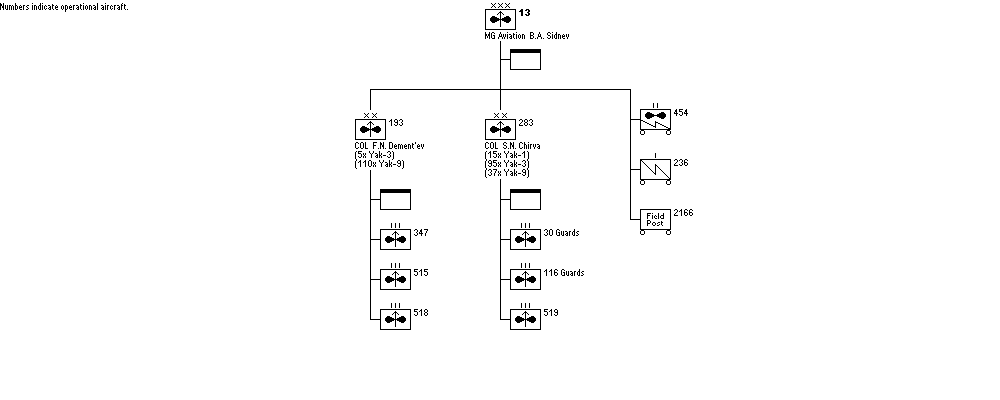 Numbers indicate operational aircraft.
XXX
13
MG Aviation B.A. Sidnev
XX
193
COL F.N. Dement'ev
(5x Yak-3)
(110x Yak-9)
XX
283
COL S.N. Chirva
(15x Yak-1)
(95x Yak-3)
(37x Yak-9)
II
454
I
236
Field
Post
2166
III
347
III
515
III
518
III
30 Guards
III
116 Guards
III
519